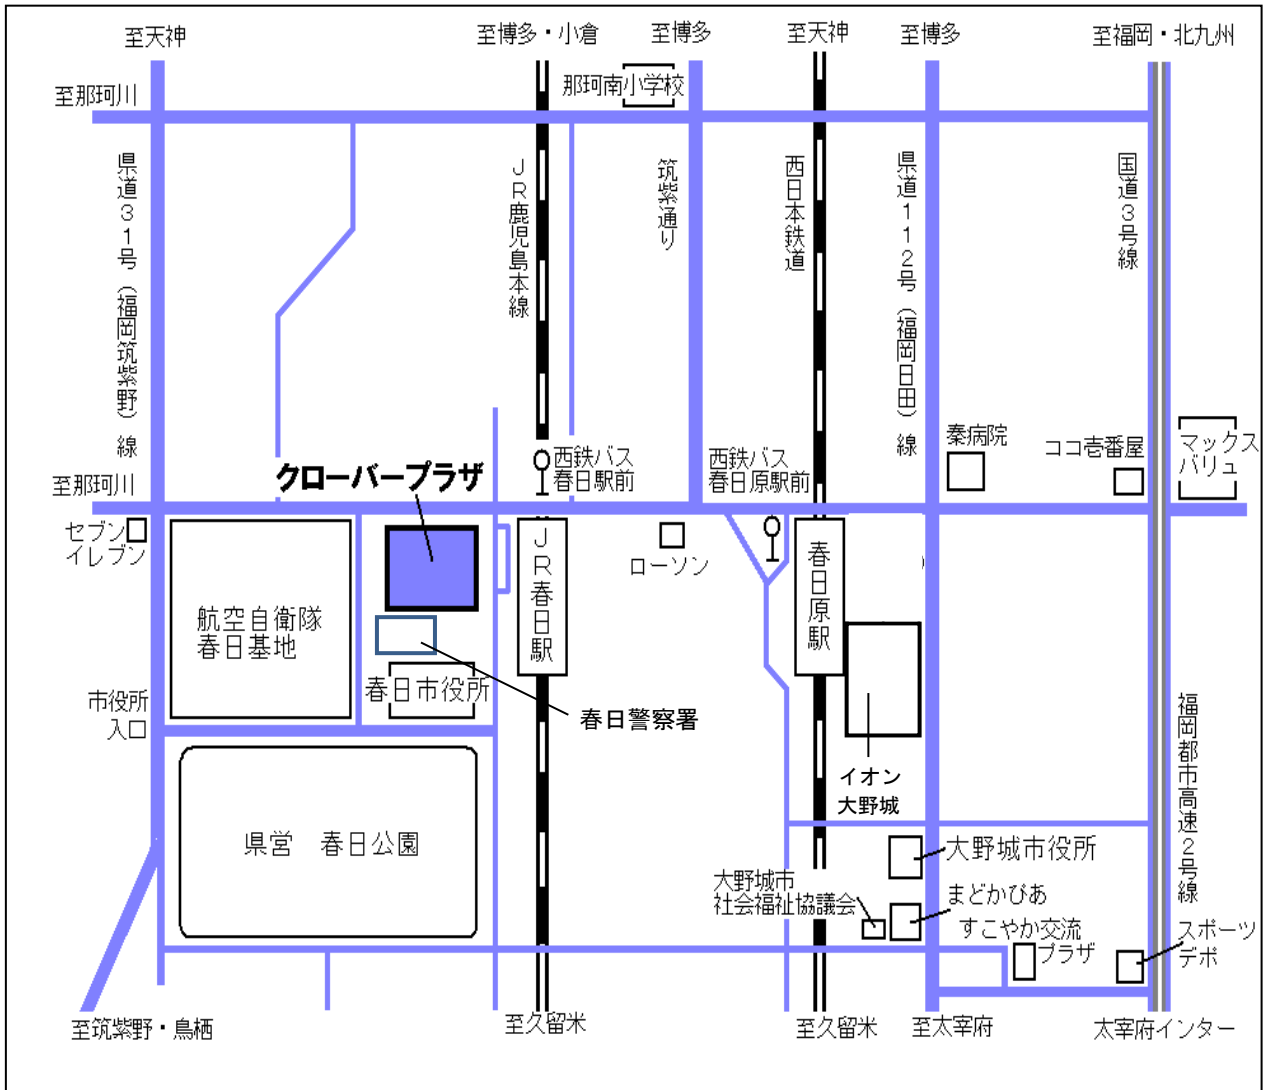 至天神
至博多・小倉
至博多
至天神
至博多
至福岡・北九州
至那珂川
那珂南小学校
県道31号(福岡筑紫野)線
JR鹿児島本線
筑紫通り
西日本鉄道
県道112号(福岡日田)線
国道3号線
秦病院
ココ壱番屋
マックス
バリュ
西鉄バス
春日駅前
西鉄バス
春日原駅前
クローバープラザ
至那珂川
セブン
イレブン
JR春日駅
ローソン
春日原駅
航空自衛隊
春日基地
春日市役所
春日警察署
市役所
入口
イオン
大野城
福岡都市高速2号線
県営 春日公園
大野城市役所
大野城市
社会福祉協議会
まどかぴあ
すこやか交流
プラザ
スポーツ
デポ
至筑紫野・鳥栖
至久留米
至久留米
至太宰府
太宰府インター